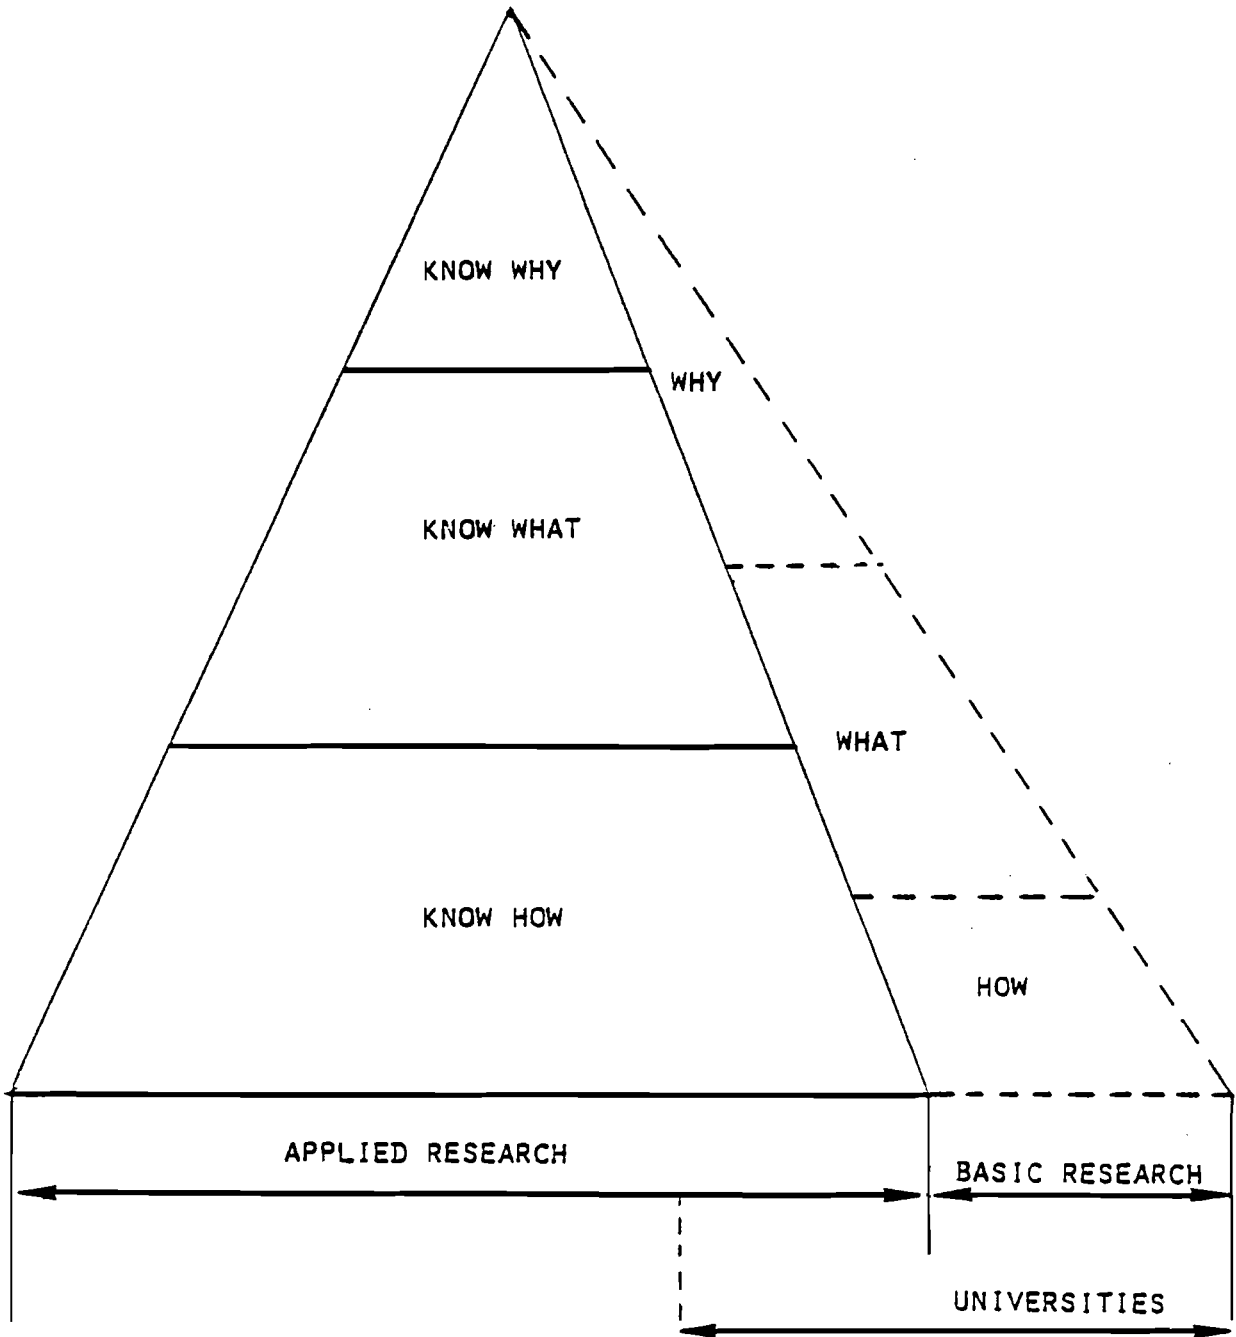 KNOW WHY
WHY
KNOW WHAT
WHAT
KNOW HOW
HOW
APPLIED RESEARCH
BASIC RESEARCH
UNIVERSITIES